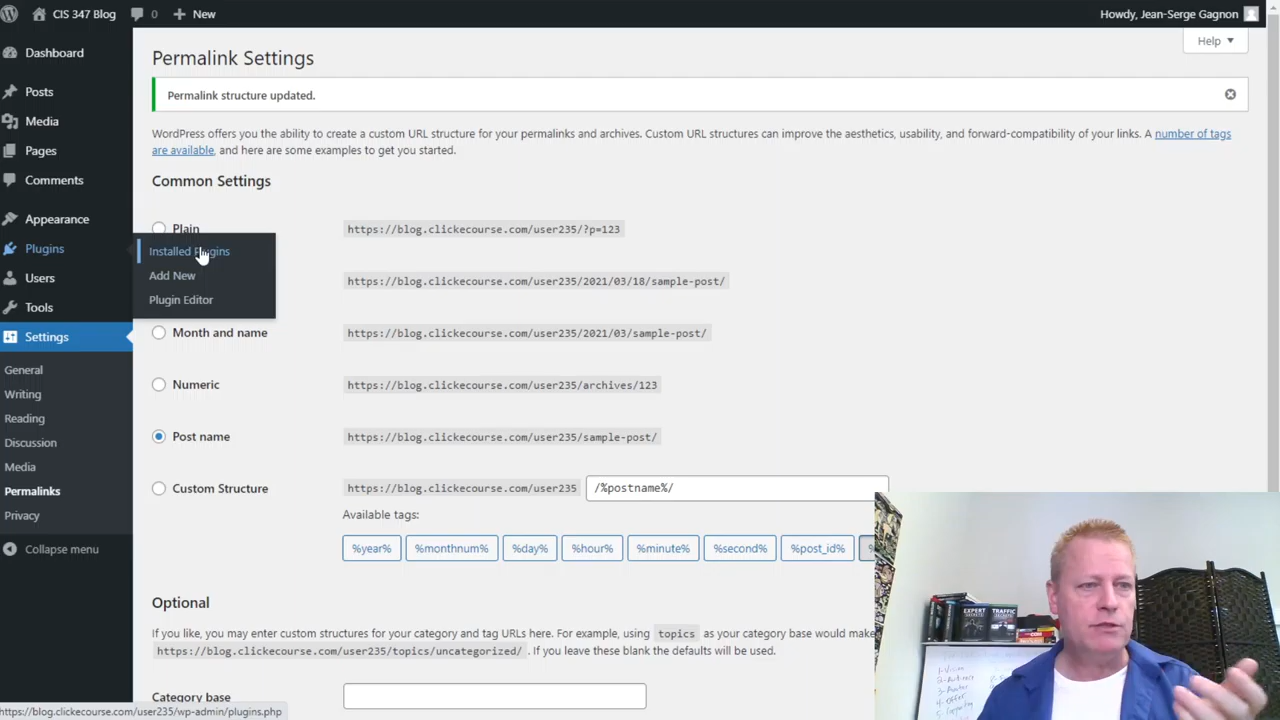 CIS 347 Blog
0
New
Howdy, Jean-Serge Gagnon
Dashboard
Posts
Media
Pages
Comments
Appearance
Plugins
Users
Tools
Settings
General
Writing
Reading
Discussion
Media
Permalinks
Privacy
Collapse menu
Installed Plugins
Add New
Plugin Editor
Help
Permalink Settings
Permalink structure updated.
WordPress offers you the ability to create a custom URL structure for your permalinks and archives. Custom URL structures can improve the aesthetics, usability, and forward-compatibility of your links. A number of tags
are available, and here are some examples to get you started.
Common Settings
Plain
https://blog.clickecourse.com/user235/?p=123
https://blog.clickecourse.com/user235/2021/03/18/sample-post/
Month and name
https://blog.clickecourse.com/user235/2021/03/sample-post/
Numeric
https://blog.clickecourse.com/user235/archives/123
Post name
https://blog.clickecourse.com/user235/sample-post/
Custom Structure
https://blog.clickecourse.com/user235
/%postname%/
Available tags:
%year%
%monthnum%
%day%
%hour%
%minute%
%second%
%post_id%
Optional
If you like, you may enter custom structures for your category and tag URLs here. For example, using topics as your category base would make
https://blog.clickecourse.com/user235/topics/uncategorized/ . If you leave these blank the defaults will be used.
Category base
https://blog.clickecourse.com/user235/wp-admin/plugins.php
EXPERT
SECRETS
TRAFFIC
SECRETS
1-Vision
4-Offer